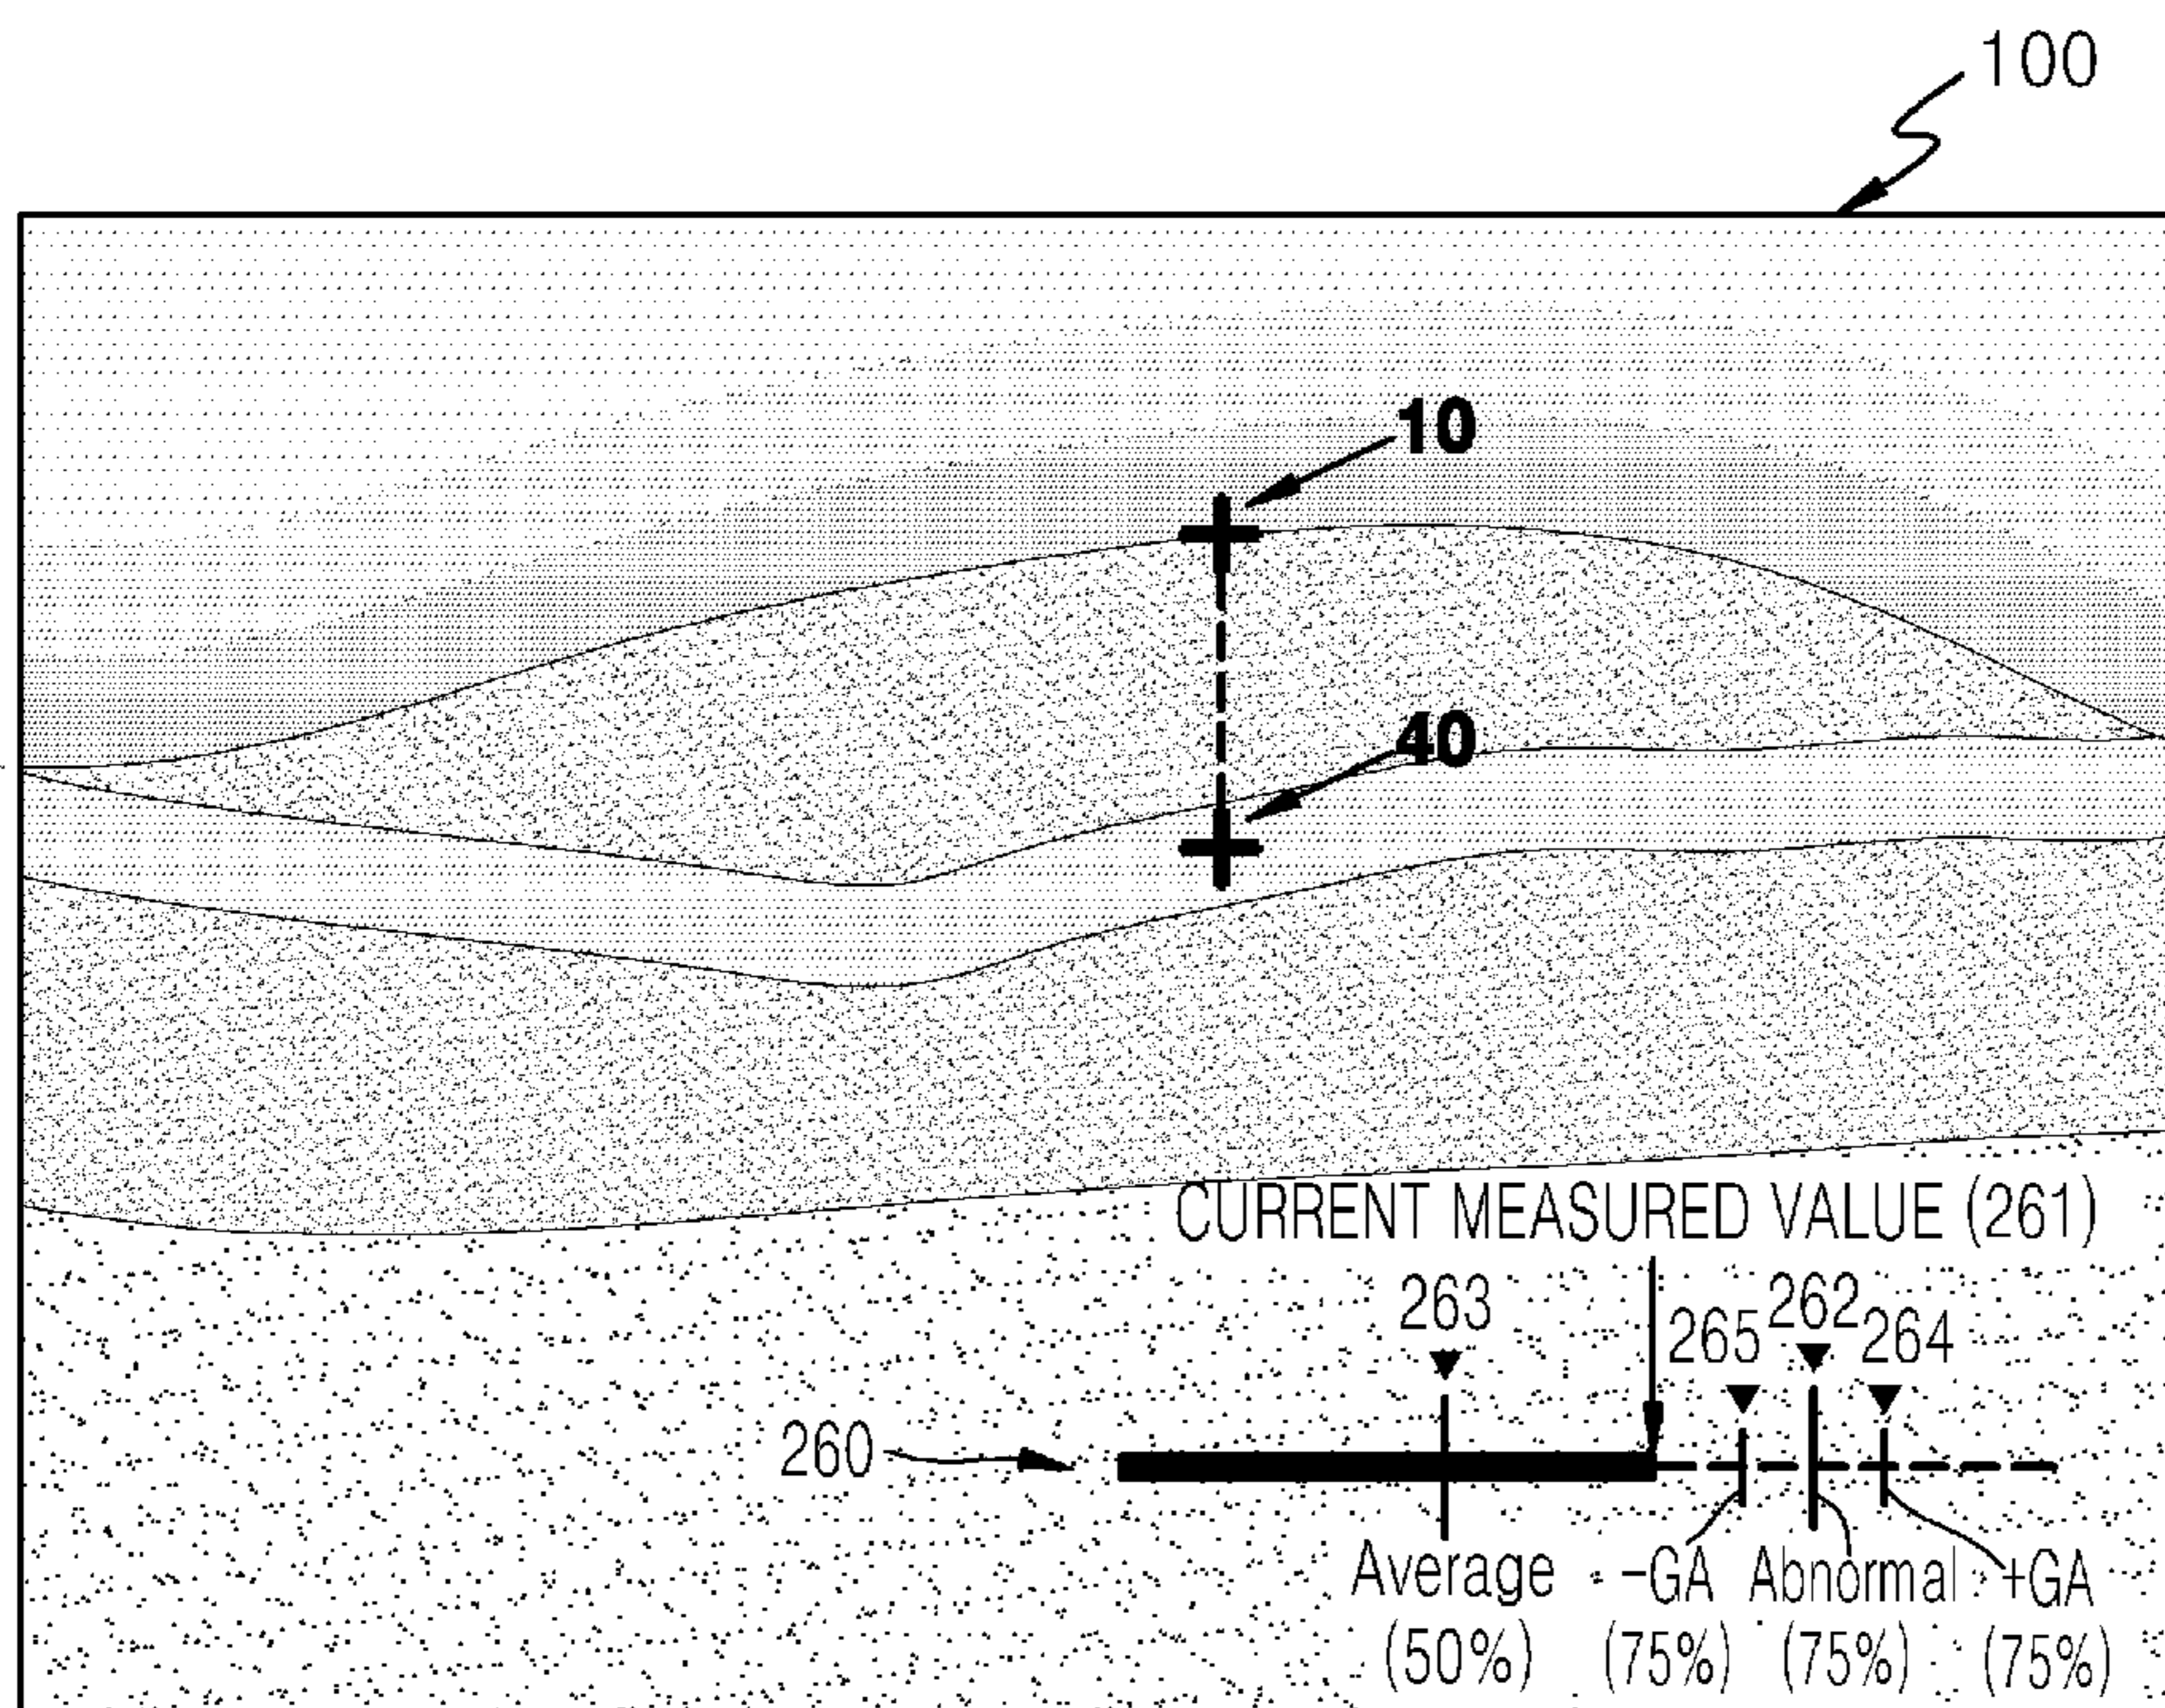 100
10
40
CURRENT MEASURED VALUE (261)
263
265 262 264
260
Average -GA Abnormal +GA
(50%) (75%) (75%) (75%)